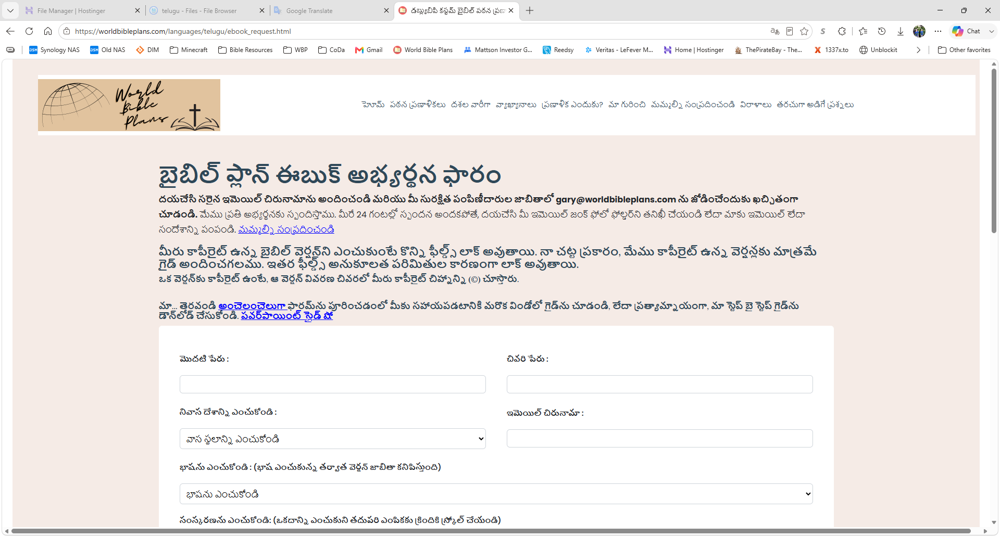 File Manager | Hostinger
telugu - Files - File Browser
Google Translate
డబ్ల్యుబిపి కస్టమ్ బైబిల్ పఠన ప్రణా
https://worldbibleplans.com/languages/telugu/ebook_request.html
Chat
Synology NAS
Old NAS
DIM
Minecraft
Bible Resources
WBP
CoDa
Gmail
World Bible Plans
Mattson Investor G...
Reedsy
Veritas - LeFever M...
Home | Hostinger
ThePirateBay - The...
1337x.to
Unblockit
Other favorites
World
Bible
Plans
హెూమ్ పఠన ప్రణాళికలు దశల వారీగా వ్యాఖ్యానాలు ప్రణాళిక ఎందుకు? మా గురించి మమ్మల్ని సంప్రదించండి విరాళాలు తరచుగా అడిగే ప్రశ్నలు
బైబిల్ ప్లాన్ ఈబుక్ అభ్యర్థన ఫారం
దయచేసి సరైన ఇమెయిల్ చిరునామాను అందించండి మరియు మీ సురక్షిత పంపిణీదారుల జాబితాలో gary@worldbibleplans.com ను జోడించేందుకు ఖచ్చితంగా
చూడండి. మేము ప్రతి అభ్యర్థనకు స్పందిస్తాము. మీరే 24 గంటల్లో స్పందన అందకపోతే, దయచేసి మీ ఇమెయిల్ జంక్ ఫోలో ఫోల్డర్‌ని తనిఖీ చేయండి లేదా మాకు ఇమెయిల్ లేదా
సందేశాన్ని పంపండి. మమ్మల్ని సంప్రదించండి
మీరు కాపీరైట్ ఉన్న బైబిల్ వెర్షన్‌ని ఎంచుకుంటే కొన్ని ఫీల్డ్స్ లాక్ అవుతాయి. నా చట్ట ప్రకారం, మేము కాపీరైట్ ఉన్న వెర్షన్లకు మాత్రమే
గైడ్ అందించగలము. ఇతర ఫీల్డ్స్ అనుకూలత పరిమితుల కారణంగా లాక్ అవుతాయి.
ఒక వెర్షన్‌కు కాపీరైట్ ఉంటే, ఆ వెర్షన్ వివరణ చివరలో మీరు కాపీరైట్ చిహ్నాన్ని (©) చూస్తారు.
మా... తెరవండి అంచెలంచెలుగా ఫారమ్‌ను పూరించడంలో మీకు సహాయపడటానికి మరొక విండోలో గైడ్‌ను చూడండి, లేదా ప్రత్యామ్నాయంగా, మా స్టెప్ బై స్టెప్ గైడ్‌ను
డౌన్‌లోడ్ చేసుకోండి. పవర్‌పాయింట్ స్లైడ్ షో
మొదటి పేరు :
చివరి పేరు :
నివాస దేశాన్ని ఎంచుకోండి :
ఇమెయిల్ చిరునామా :
వాస స్థలాన్ని ఎంచుకోండి
భాషను ఎంచుకోండి : (భాష ఎంచుకున్న తర్వాత వెర్షన్ జాబితా కనిపిస్తుంది)
భాషను ఎంచుకోండి
సంస్కరణను ఎంచుకోండి: (ఒకదాన్ని ఎంచుకుని తదుపరి ఎంపికకు క్రిందికి స్క్రోల్ చేయండి)